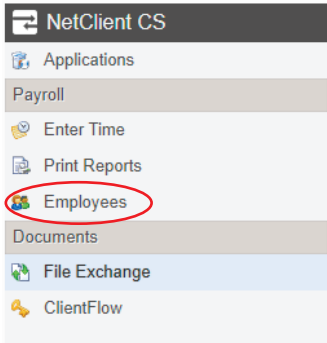 NetClient CS
Applications
Payroll
Enter Time
Print Reports
Employees
Documents
File Exchange
ClientFlow